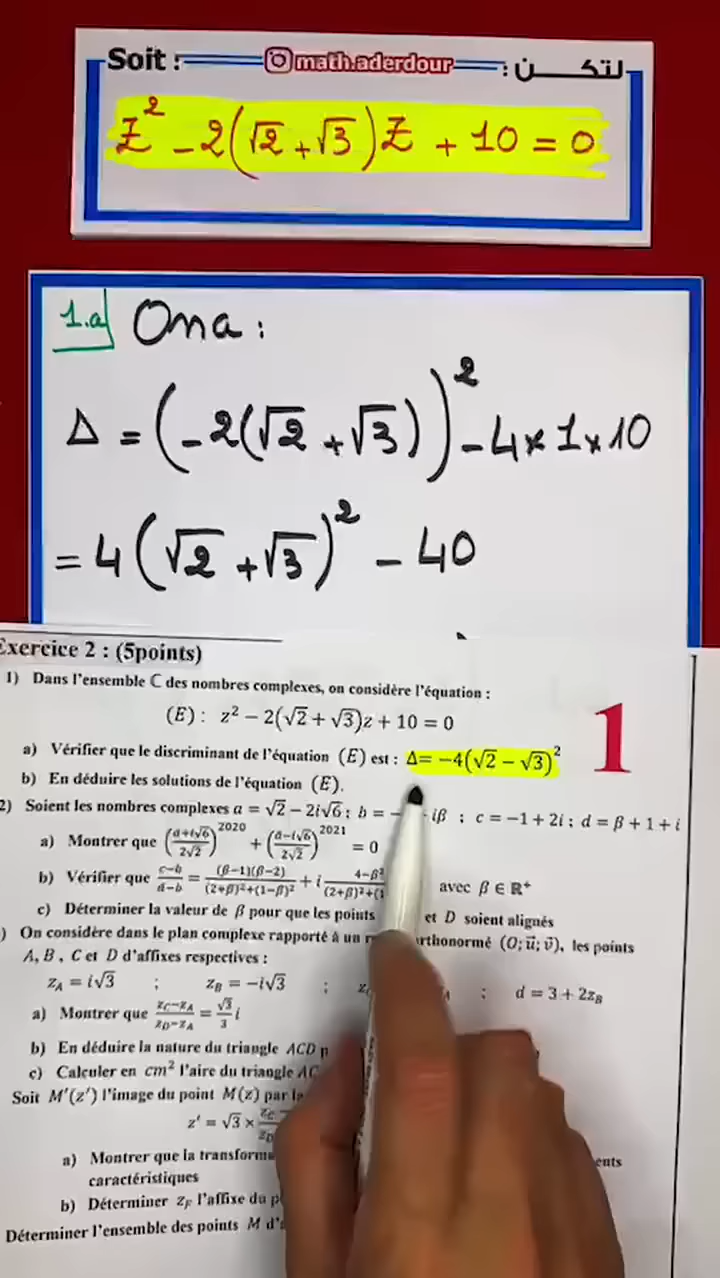 Soit : math.aderdour لتكن :
Z² - 2(√2 + √3)Z + 10 = 0
1.a) On a :
Δ = (-2(√2 + √3))² - 4 × 1 × 10
= 4(√2 + √3)² - 40
Exercice 2 : (5points)
1) Dans l'ensemble ℂ des nombres complexes, on considère l'équation :
(E) : z² − 2(√2 + √3)z + 10 = 0
a) Vérifier que le discriminant de l'équation (E) est : Δ= −4(√2 − √3)²
1
b) En déduire les solutions de l'équation (E).
2) Soient les nombres complexes a = √2 − 2i√6 ; b = − iβ ; c = −1 + 2i ; d = β + 1 + i
a) Montrer que ((a+i√6)/(2√2))^2020 + ((a−i√6)/(2√2))^2021 = 0
b) Vérifier que (c−b)/(d−b) = (β−1)(β−2)/((2+β)²+(1−β)²) + i 4−β²/(2+β)²+(1 avec β ∈ ℝ⁺
c) Déterminer la valeur de β pour que les points et D soient alignés
) On considère dans le plan complexe rapporté à un rthonormé (O; u⃗; v⃗), les points
A, B , C et D d'affixes respectives :
z_A = i√3 ; z_B = −i√3 ; ; d = 3 + 2z_B
a) Montrer que (z_C−z_A)/(z_D−z_A) = (√3/3) i
b) En déduire la nature du triangle ACD
c) Calculer en cm² l'aire du triangle
Soit M′(z′) l'image du point M(z) par
z′ = √3 ×
a) Montrer que la ents
caractéristiques
b) Déterminer z_F l'affixe du
Déterminer l'ensemble des points M